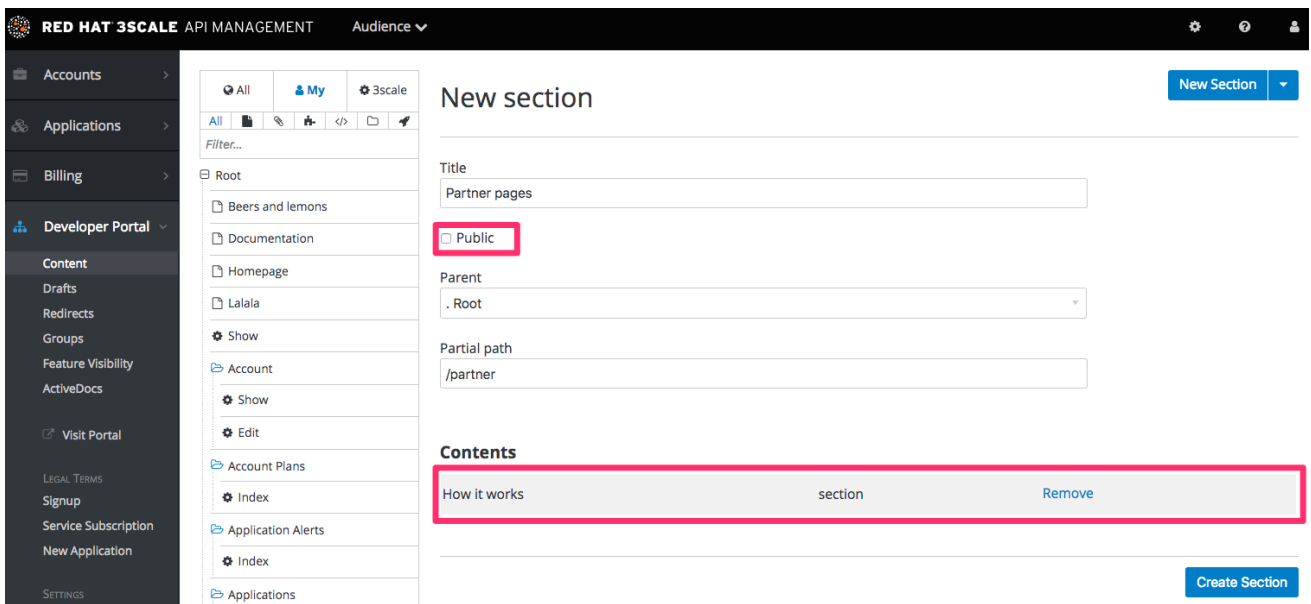 RED HAT 3SCALE API MANAGEMENT
Audience
Accounts
Applications
Billing
Developer Portal
Content
Drafts
Redirects
Groups
Feature Visibility
ActiveDocs
Visit Portal
LEGAL TERMS
Signup
Service Subscription
New Application
SETTINGS
All
My
3scale
All
Filter...
Root
Beers and lemons
Documentation
Homepage
Lalala
Show
Account
Show
Edit
Account Plans
Index
Application Alerts
Index
Applications
New section
New Section
Title
Partner pages
Public
Parent
. Root
Partial path
/partner
Contents
How it works section Remove
Create Section